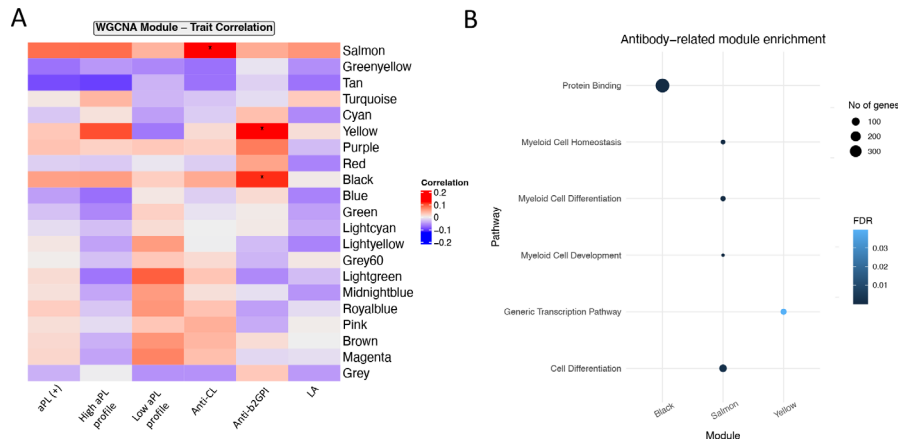 A
WGCNA Module – Trait Correlation
Salmon
Greenyellow
Tan
Turquoise
Cyan
Yellow
Purple
Red
Black
Blue
Green
Lightcyan
Lightyellow
Grey60
Lightgreen
Midnightblue
Royalblue
Pink
Brown
Magenta
Grey
*
*
*
aPL (+)
High aPL
profile
Low aPL
profile
Anti-CL
Anti-b2GPI
LA
Correlation
0.2
0.1
0
−0.1
−0.2
B
Antibody-related module enrichment
Pathway
Protein Binding
Myeloid Cell Homeostasis
Myeloid Cell Differentiation
Myeloid Cell Development
Generic Transcription Pathway
Cell Differentiation
Black
Salmon
Yellow
Module
No of genes
100
200
300
FDR
0.03
0.02
0.01